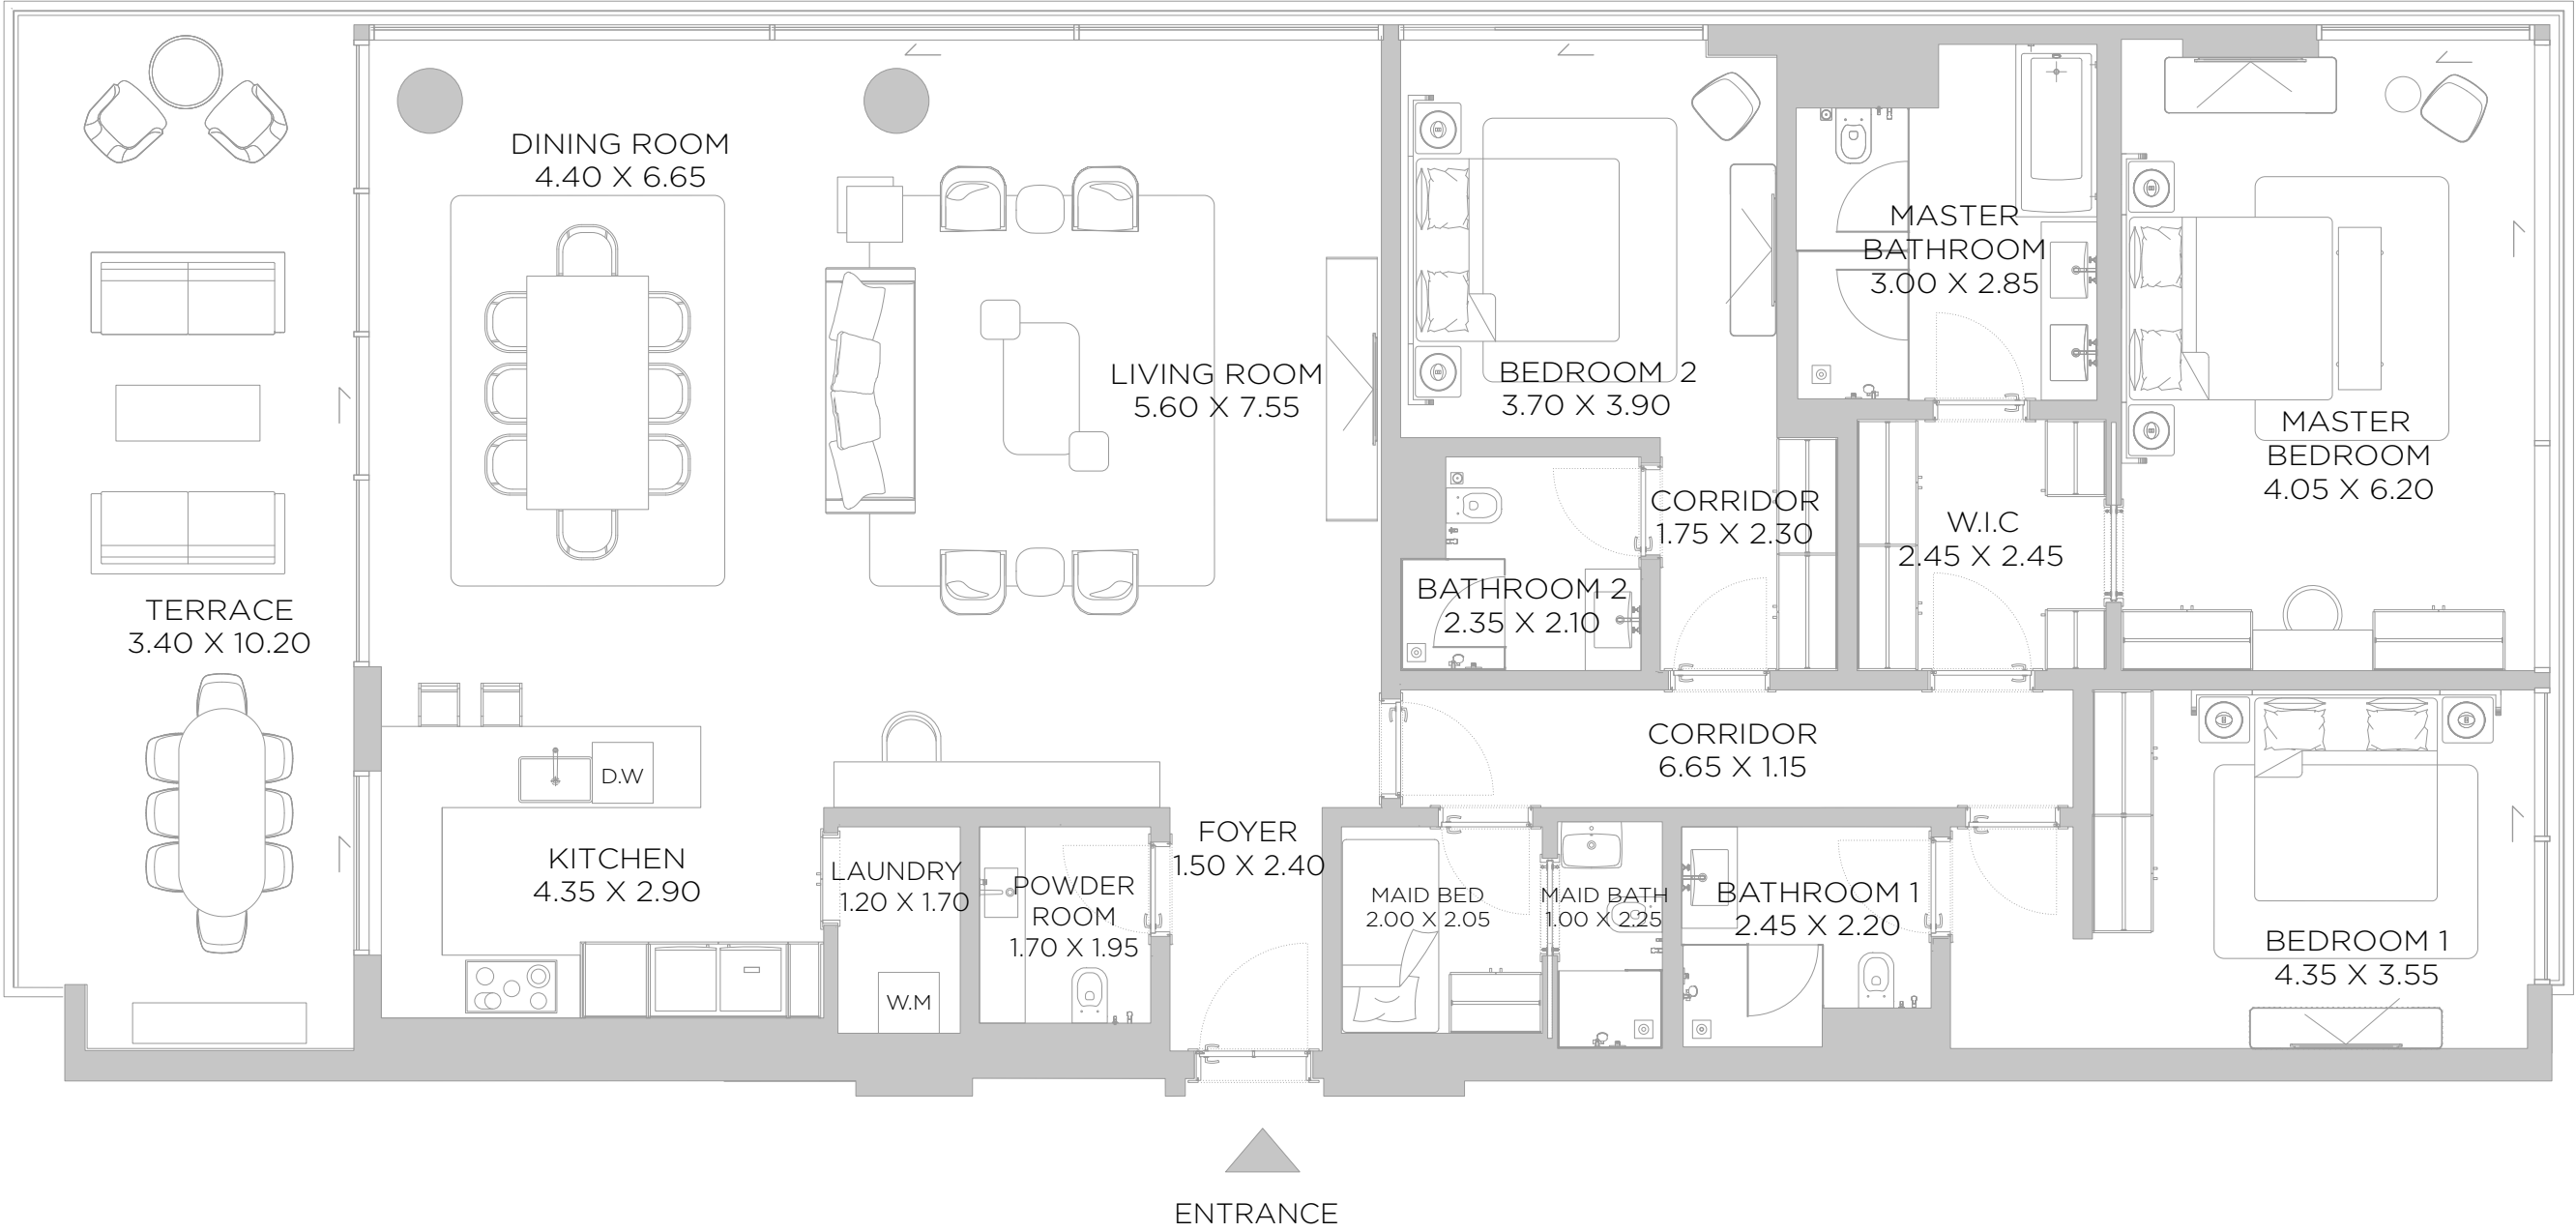 DINING ROOM
4.40 X 6.65
LIVING ROOM
5.60 X 7.55
BEDROOM 2
3.70 X 3.90
MASTER
BATHROOM
3.00 X 2.85
MASTER
BEDROOM
4.05 X 6.20
CORRIDOR
1.75 X 2.30
W.I.C
2.45 X 2.45
BATHROOM 2
2.35 X 2.10
TERRACE
3.40 X 10.20
CORRIDOR
6.65 X 1.15
D.W
KITCHEN
4.35 X 2.90
LAUNDRY
1.20 X 1.70
POWDER
ROOM
1.70 X 1.95
FOYER
1.50 X 2.40
MAID BED
2.00 X 2.05
MAID BATH
1.00 X 2.25
BATHROOM 1
2.45 X 2.20
BEDROOM 1
4.35 X 3.55
W.M
ENTRANCE